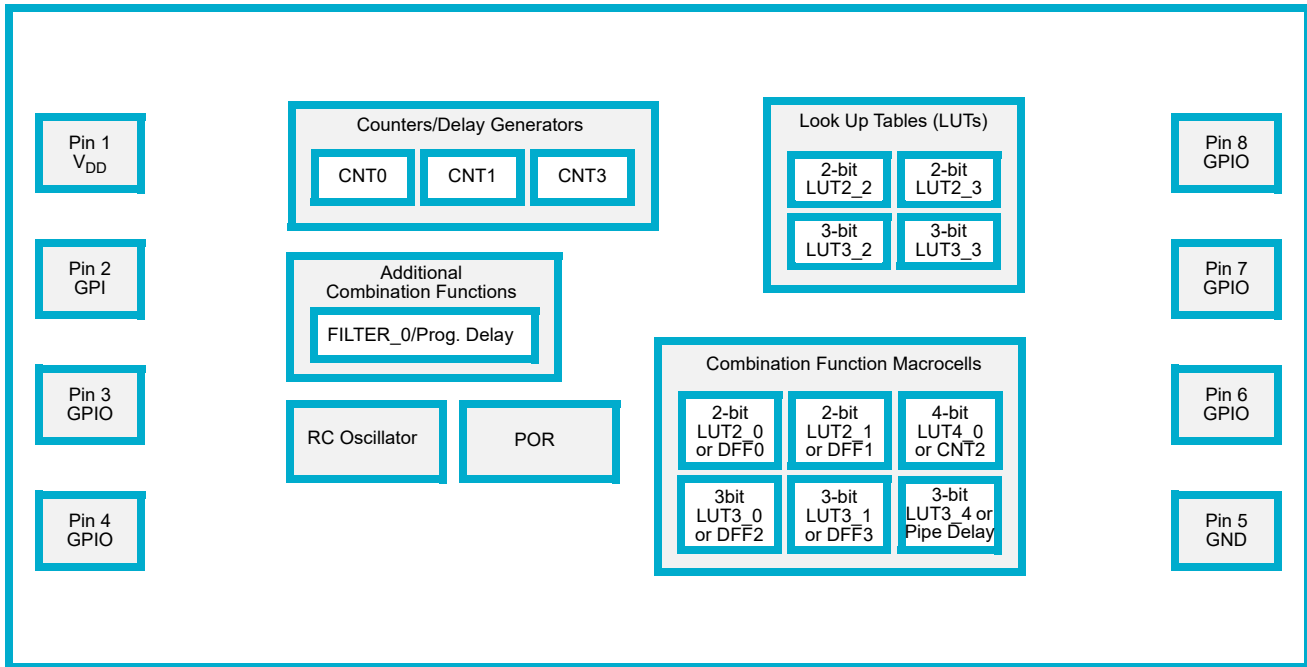 Pin 1
VDD
Pin 2
GPI
Pin 3
GPIO
Pin 4
GPIO
Counters/Delay Generators
CNT0
CNT1
CNT3
Additional
Combination Functions
FILTER_0/Prog. Delay
RC Oscillator
POR
Look Up Tables (LUTs)
2-bit
LUT2_2
2-bit
LUT2_3
3-bit
LUT3_2
3-bit
LUT3_3
Combination Function Macrocells
2-bit
LUT2_0
or DFF0
2-bit
LUT2_1
or DFF1
4-bit
LUT4_0
or CNT2
3bit
LUT3_0
or DFF2
3-bit
LUT3_1
or DFF3
3-bit
LUT3_4 or
Pipe Delay
Pin 8
GPIO
Pin 7
GPIO
Pin 6
GPIO
Pin 5
GND